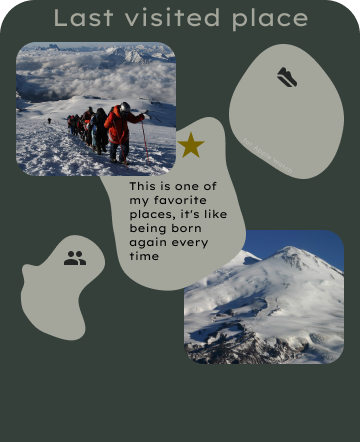 Last visited place
This is one of
my favorite
places, it's like
being born
again every
time